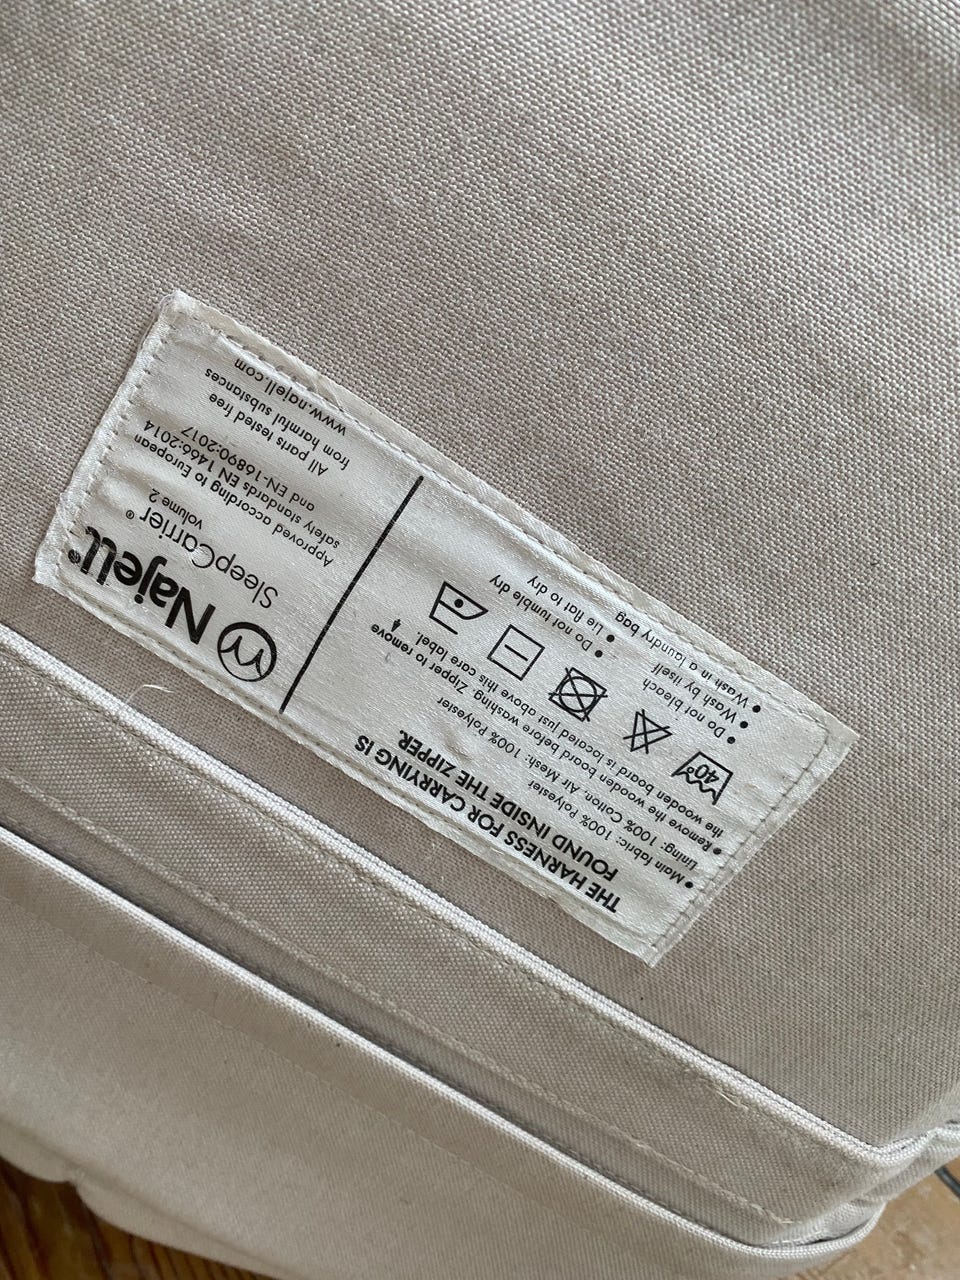 Najell®
SleepCarrier®
volume 2
Approved according to European
safety standards EN 1466:2014
and EN-16890:2017
All parts tested free
from harmful substances
www.najell.com
THE HARNESS FOR CARRYING IS
FOUND INSIDE THE ZIPPER.
• Main fabric: 100% Polyester
Lining: 100% Cotton, Air Mesh: 100% Polyester
• Remove the wooden board before washing. Zipper to remove
the wooden board is located just above this care label.
40°
• Do not bleach
• Wash by itself
• Wash in a laundry bag
• Do not tumble dry
• Lie flat to dry